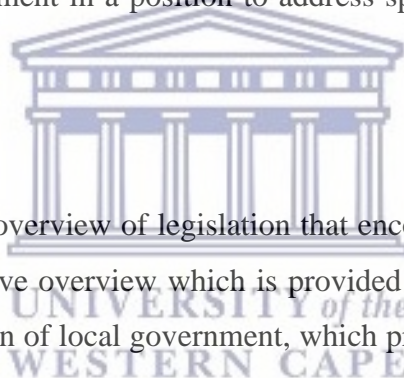 ment in a position to address sp
overview of legislation that enc
ve overview which is provided
UNIVERSITY of the
n of local government, which p
WESTERN CAPE